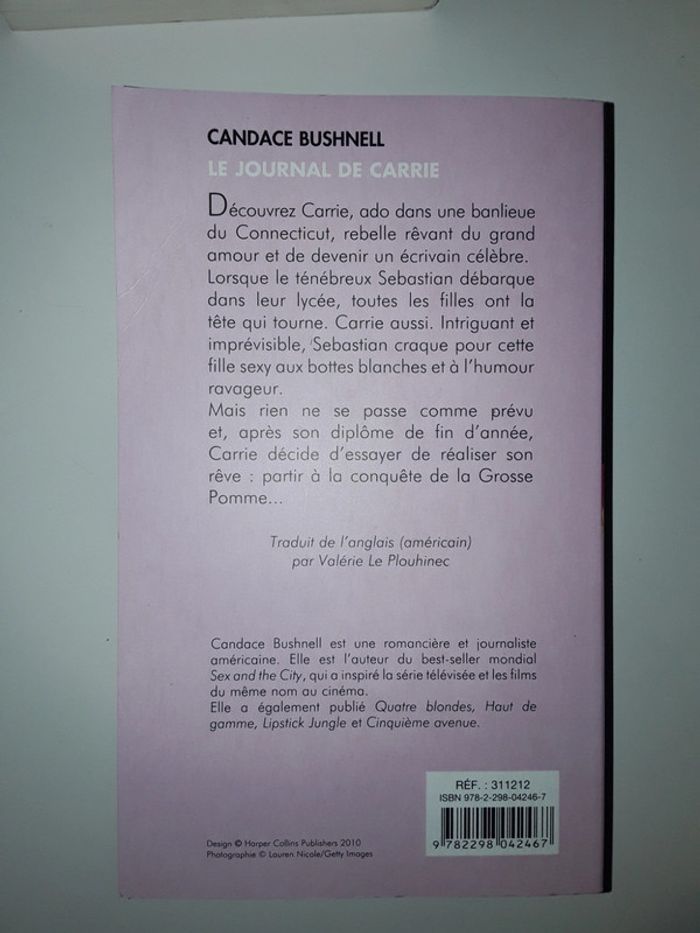 CANDACE BUSHNELL
LE JOURNAL DE CARRIE
Découvrez Carrie, ado dans une banlieue
du Connecticut, rebelle rêvant du grand
amour et de devenir un écrivain célèbre.
Lorsque le ténébreux Sebastian débarque
dans leur lycée, toutes les filles ont la
tête qui tourne. Carrie aussi. Intriguant et
imprévisible, Sebastian craque pour cette
fille sexy aux bottes blanches et à l'humour
ravageur.
Mais rien ne se passe comme prévu
et, après son diplôme de fin d'année,
Carrie décide d'essayer de réaliser son
rêve : partir à la conquête de la Grosse
Pomme...
Traduit de l'anglais (américain)
par Valérie Le Plouhinec
Candace Bushnell est une romancière et journaliste
américaine. Elle est l'auteur du best-seller mondial
Sex and the City, qui a inspiré la série télévisée et les films
du même nom au cinéma.
Elle a également publié Quatre blondes, Haut de
gamme, Lipstick Jungle et Cinquième avenue.
RÉF. : 311212
ISBN 978-2-298-04246-7
9 782298 042467
Design © Harper Collins Publishers 2010
Photographie © Lauren Nicole/Getty Images